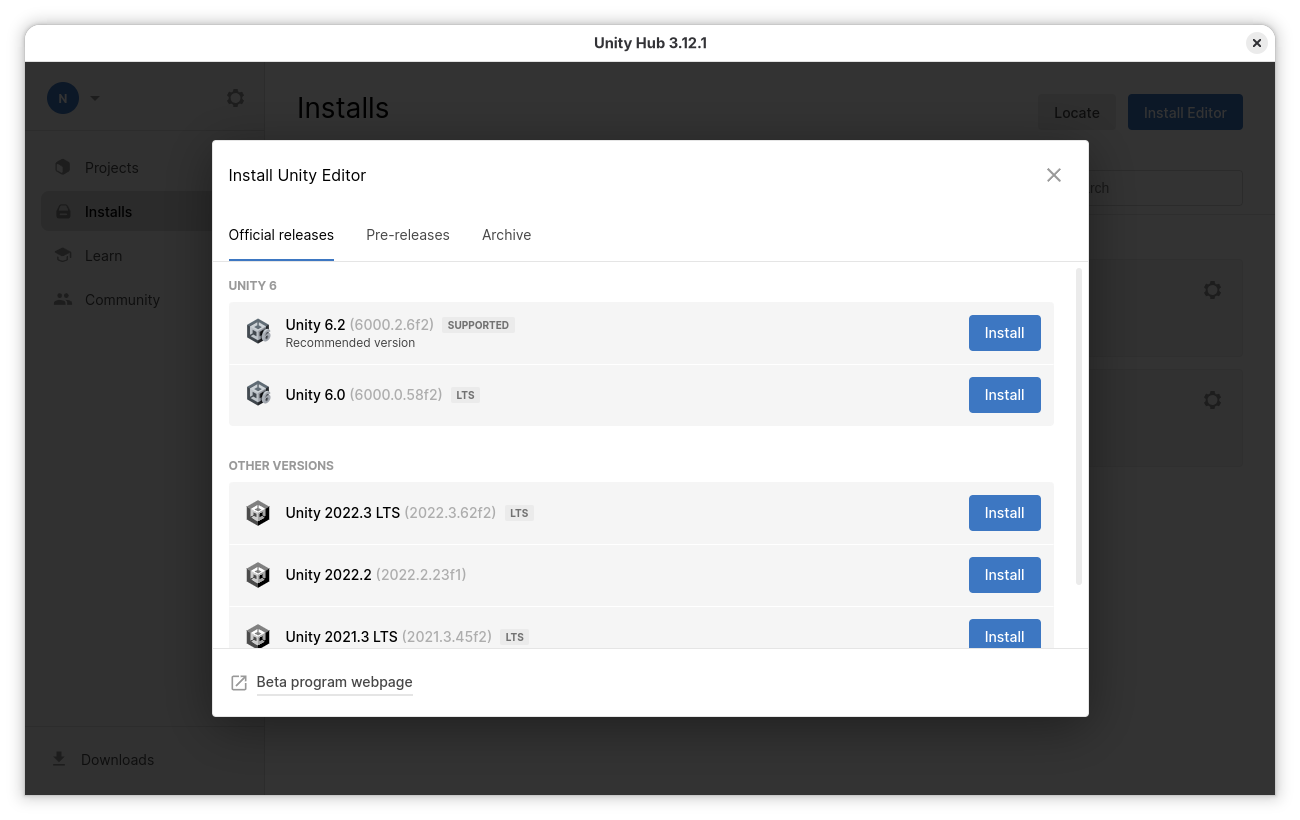 Unity Hub 3.12.1
N
Installs
Locate
Install Editor
Projects
Installs
Learn
Community
Downloads
rch
Install Unity Editor
Official releases
Pre-releases
Archive
UNITY 6
Unity 6.2 (6000.2.6f2) SUPPORTED
Recommended version
Install
Unity 6.0 (6000.0.58f2) LTS
Install
OTHER VERSIONS
Unity 2022.3 LTS (2022.3.62f2) LTS
Install
Unity 2022.2 (2022.2.23f1)
Install
Unity 2021.3 LTS (2021.3.45f2) LTS
Install
Beta program webpage